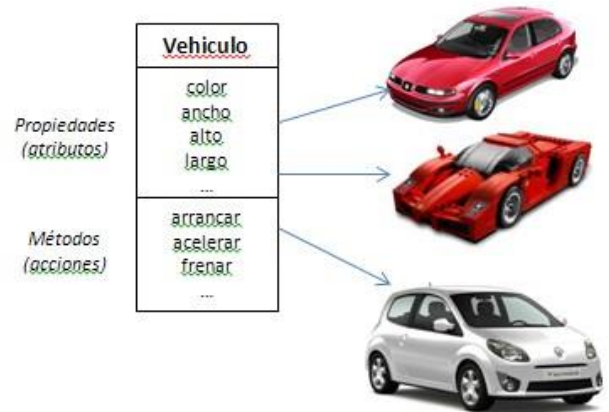 Vehiculo
Propiedades
(atributos)
color
ancho
alto
largo
...
Métodos
(acciones)
arrancar
acelerar
frenar
...